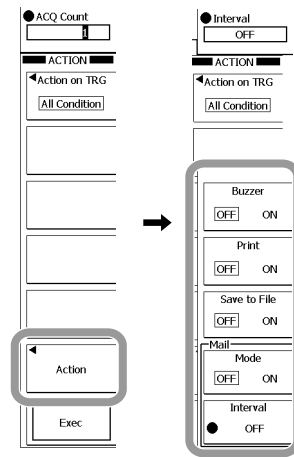 ACQ Count
1
ACTION
Action on TRG
All Condition
Action
Exec
Interval
OFF
ACTION
Action on TRG
All Condition
Buzzer
OFF ON
Print
OFF ON
Save to File
OFF ON
Mail
Mode
OFF ON
Interval
OFF